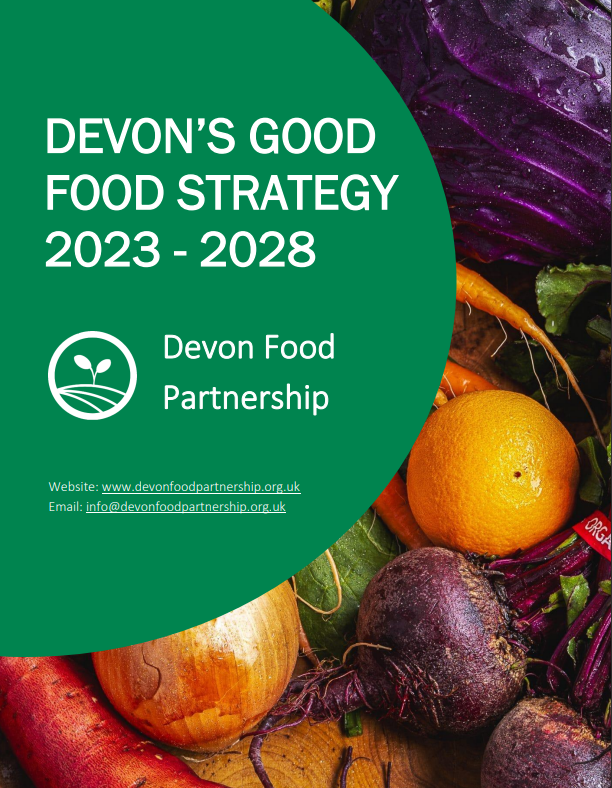 DEVON’S GOOD
FOOD STRATEGY
2023 - 2028
Devon Food
Partnership
Website: www.devonfoodpartnership.org.uk
Email: info@devonfoodpartnership.org.uk
ORGA